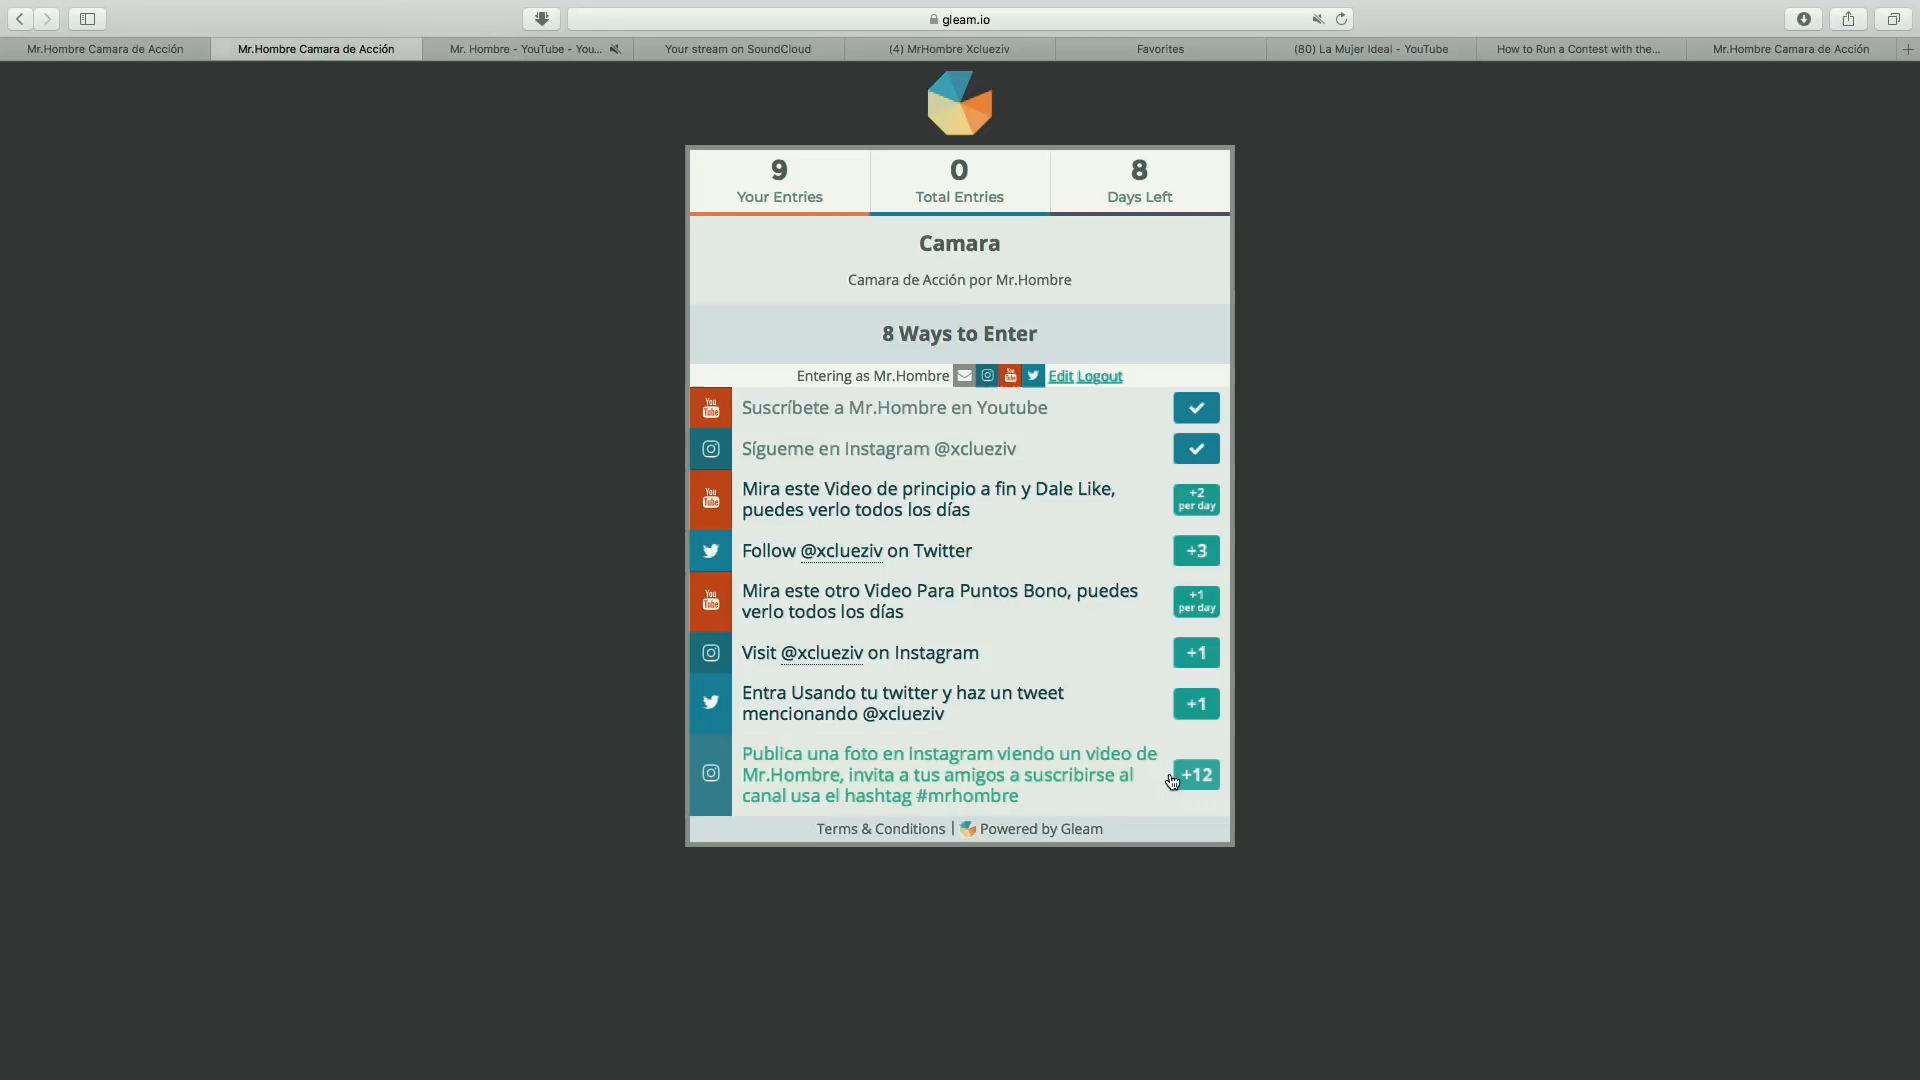 gleam.io
Mr.Hombre Camara de Acción
Mr.Hombre Camara de Acción
Mr. Hombre - YouTube - You...
Your stream on SoundCloud
(4) MrHombre Xclueziv
Favorites
(80) La Mujer Ideal - YouTube
How to Run a Contest with the...
Mr.Hombre Camara de Acción
9
Your Entries
0
Total Entries
8
Days Left
Camara
Camara de Acción por Mr.Hombre
8 Ways to Enter
Entering as Mr.Hombre Edit Logout
You Tube
Suscríbete a Mr.Hombre en Youtube
Sígueme en Instagram @xclueziv
You Tube
Mira este Video de principio a fin y Dale Like,
puedes verlo todos los días
+2
per day
Follow @xclueziv on Twitter
+3
You Tube
Mira este otro Video Para Puntos Bono, puedes
verlo todos los días
+1
per day
Visit @xclueziv on Instagram
+1
Entra Usando tu twitter y haz un tweet
mencionando @xclueziv
+1
Publica una foto en instagram viendo un video de
Mr.Hombre, invita a tus amigos a suscribirse al
canal usa el hashtag #mrhombre
+12
Terms & Conditions | Powered by Gleam